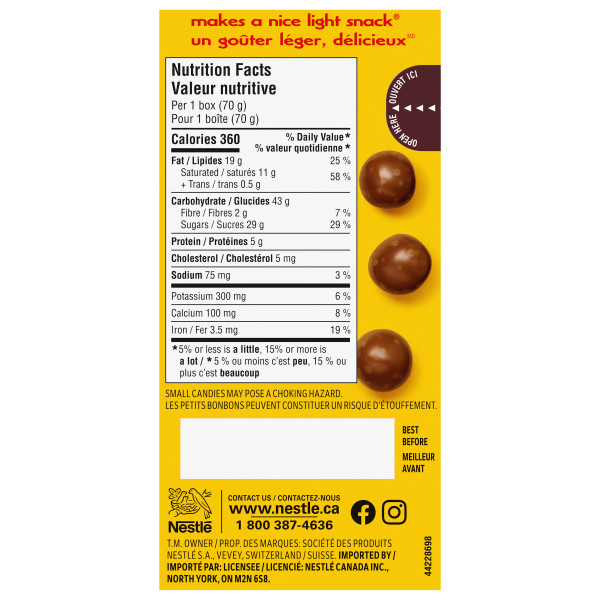 makes a nice light snack®
un goûter léger, délicieux MD
Nutrition Facts
Valeur nutritive
Per 1 box (70 g)
Pour 1 boîte (70 g)
Calories 360
% Daily Value*
% valeur quotidienne*
Fat / Lipides 19 g 25 %
Saturated / saturés 11 g
+ Trans / trans 0.5 g
58 %
Carbohydrate / Glucides 43 g
Fibre / Fibres 2 g 7 %
Sugars / Sucres 29 g 29 %
Protein / Protéines 5 g
Cholesterol / Cholestérol 5 mg
Sodium 75 mg 3 %
Potassium 300 mg 6 %
Calcium 100 mg 8 %
Iron / Fer 3.5 mg 19 %
*5% or less is a little, 15% or more is
a lot / *5 % ou moins c'est peu, 15 % ou
plus c'est beaucoup
OPEN HERE ▲ OUVERT ICI
SMALL CANDIES MAY POSE A CHOKING HAZARD.
LES PETITS BONBONS PEUVENT CONSTITUER UN RISQUE D'ÉTOUFFEMENT.
BEST
BEFORE
MEILLEUR
AVANT
Nestlé
CONTACT US / CONTACTEZ-NOUS
www.nestle.ca
1 800 387-4636
T.M. OWNER / PROP. DES MARQUES: SOCIÉTÉ DES PRODUITS
NESTLÉ S.A., VEVEY, SWITZERLAND / SUISSE. IMPORTED BY /
IMPORTÉ PAR: LICENSEE / LICENCIÉ: NESTLÉ CANADA INC.,
NORTH YORK, ON M2N 6S8.
44228698